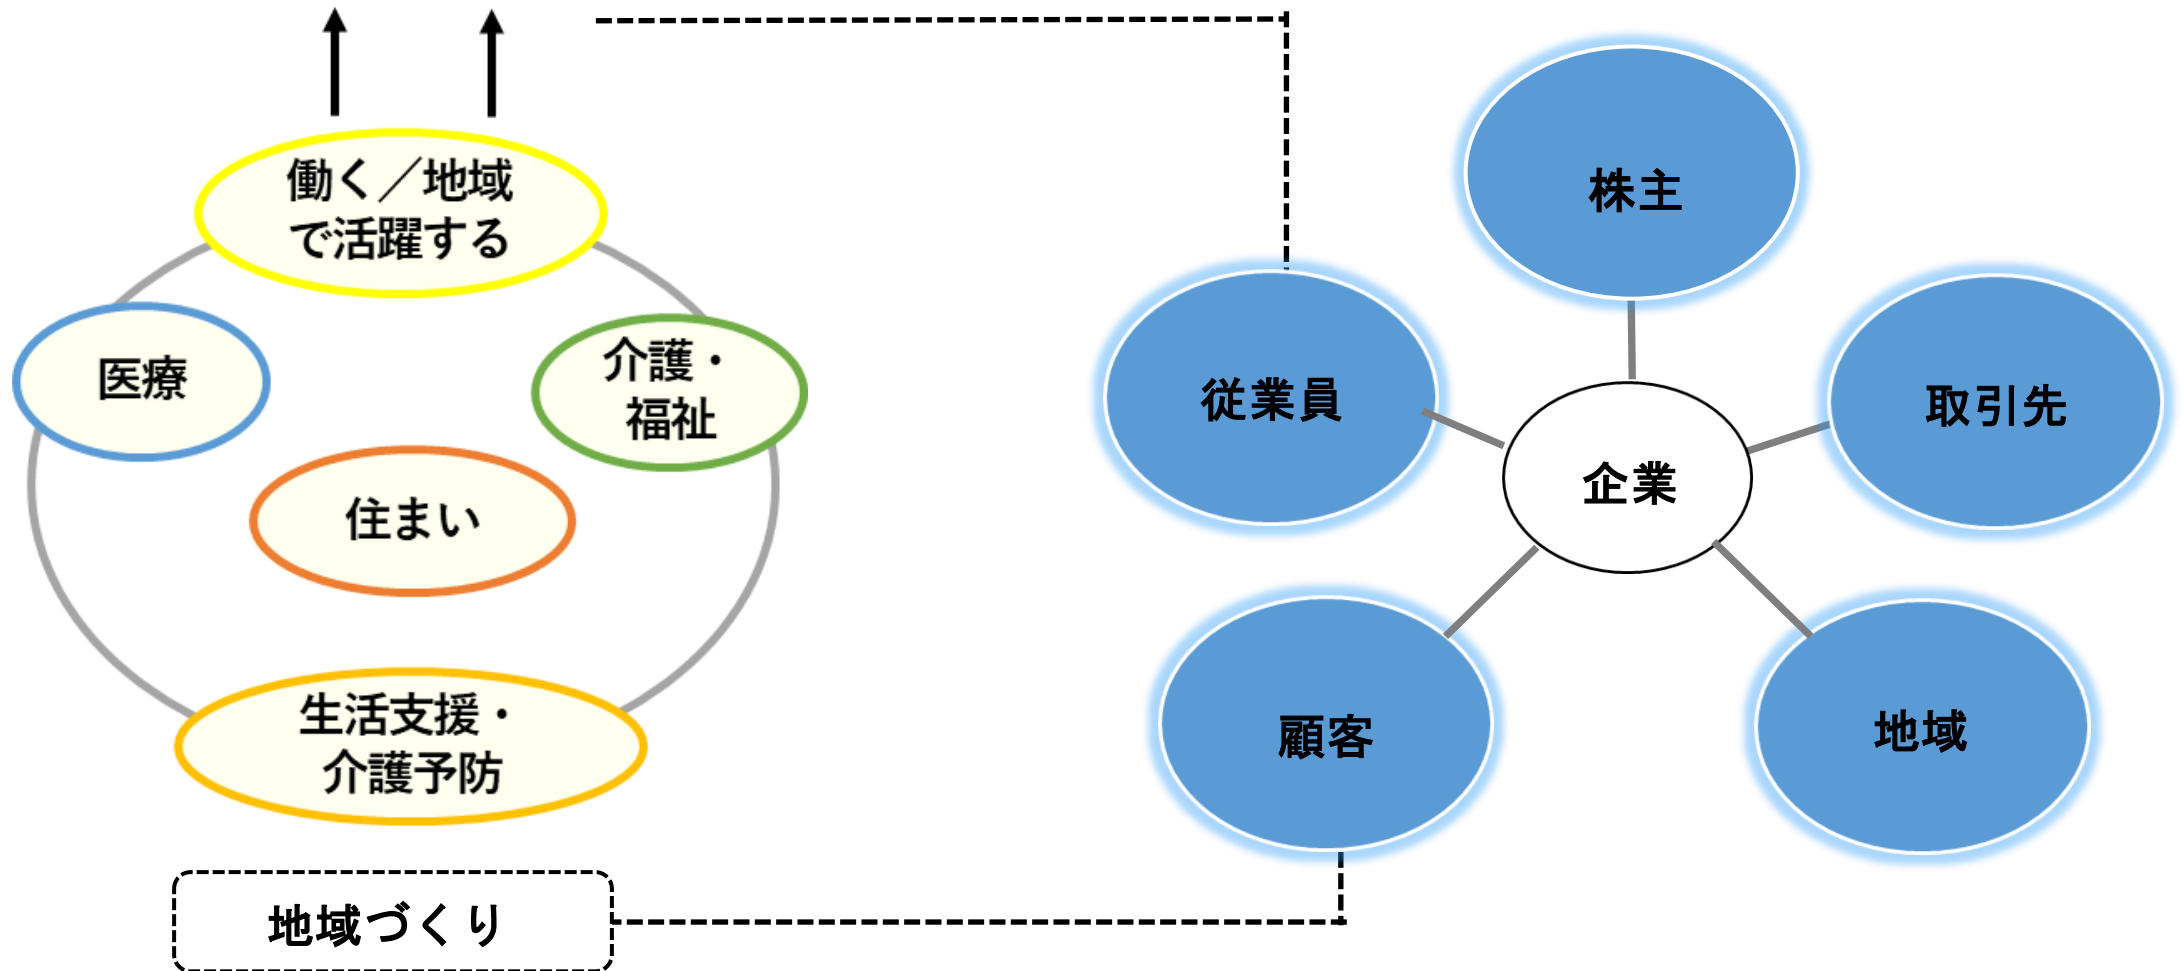 働く／地域
で活躍する
医療
介護・
福祉
住まい
生活支援・
介護予防
地域づくり
株主
従業員
取引先
企業
顧客
地域